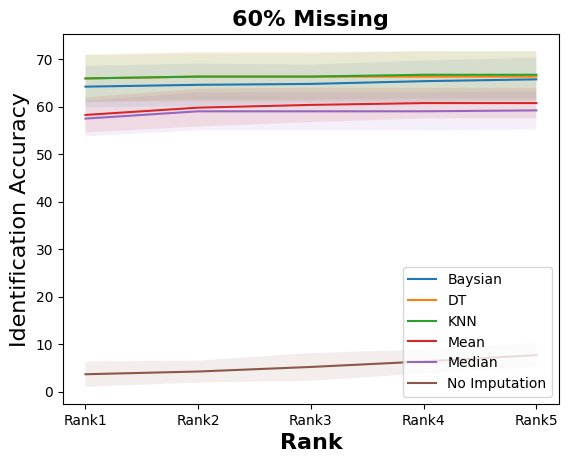 60% Missing
Identification Accuracy
70
60
50
40
30
20
10
0
Baysian
DT
KNN
Mean
Median
No Imputation
Rank1 Rank2 Rank3 Rank4 Rank5
Rank